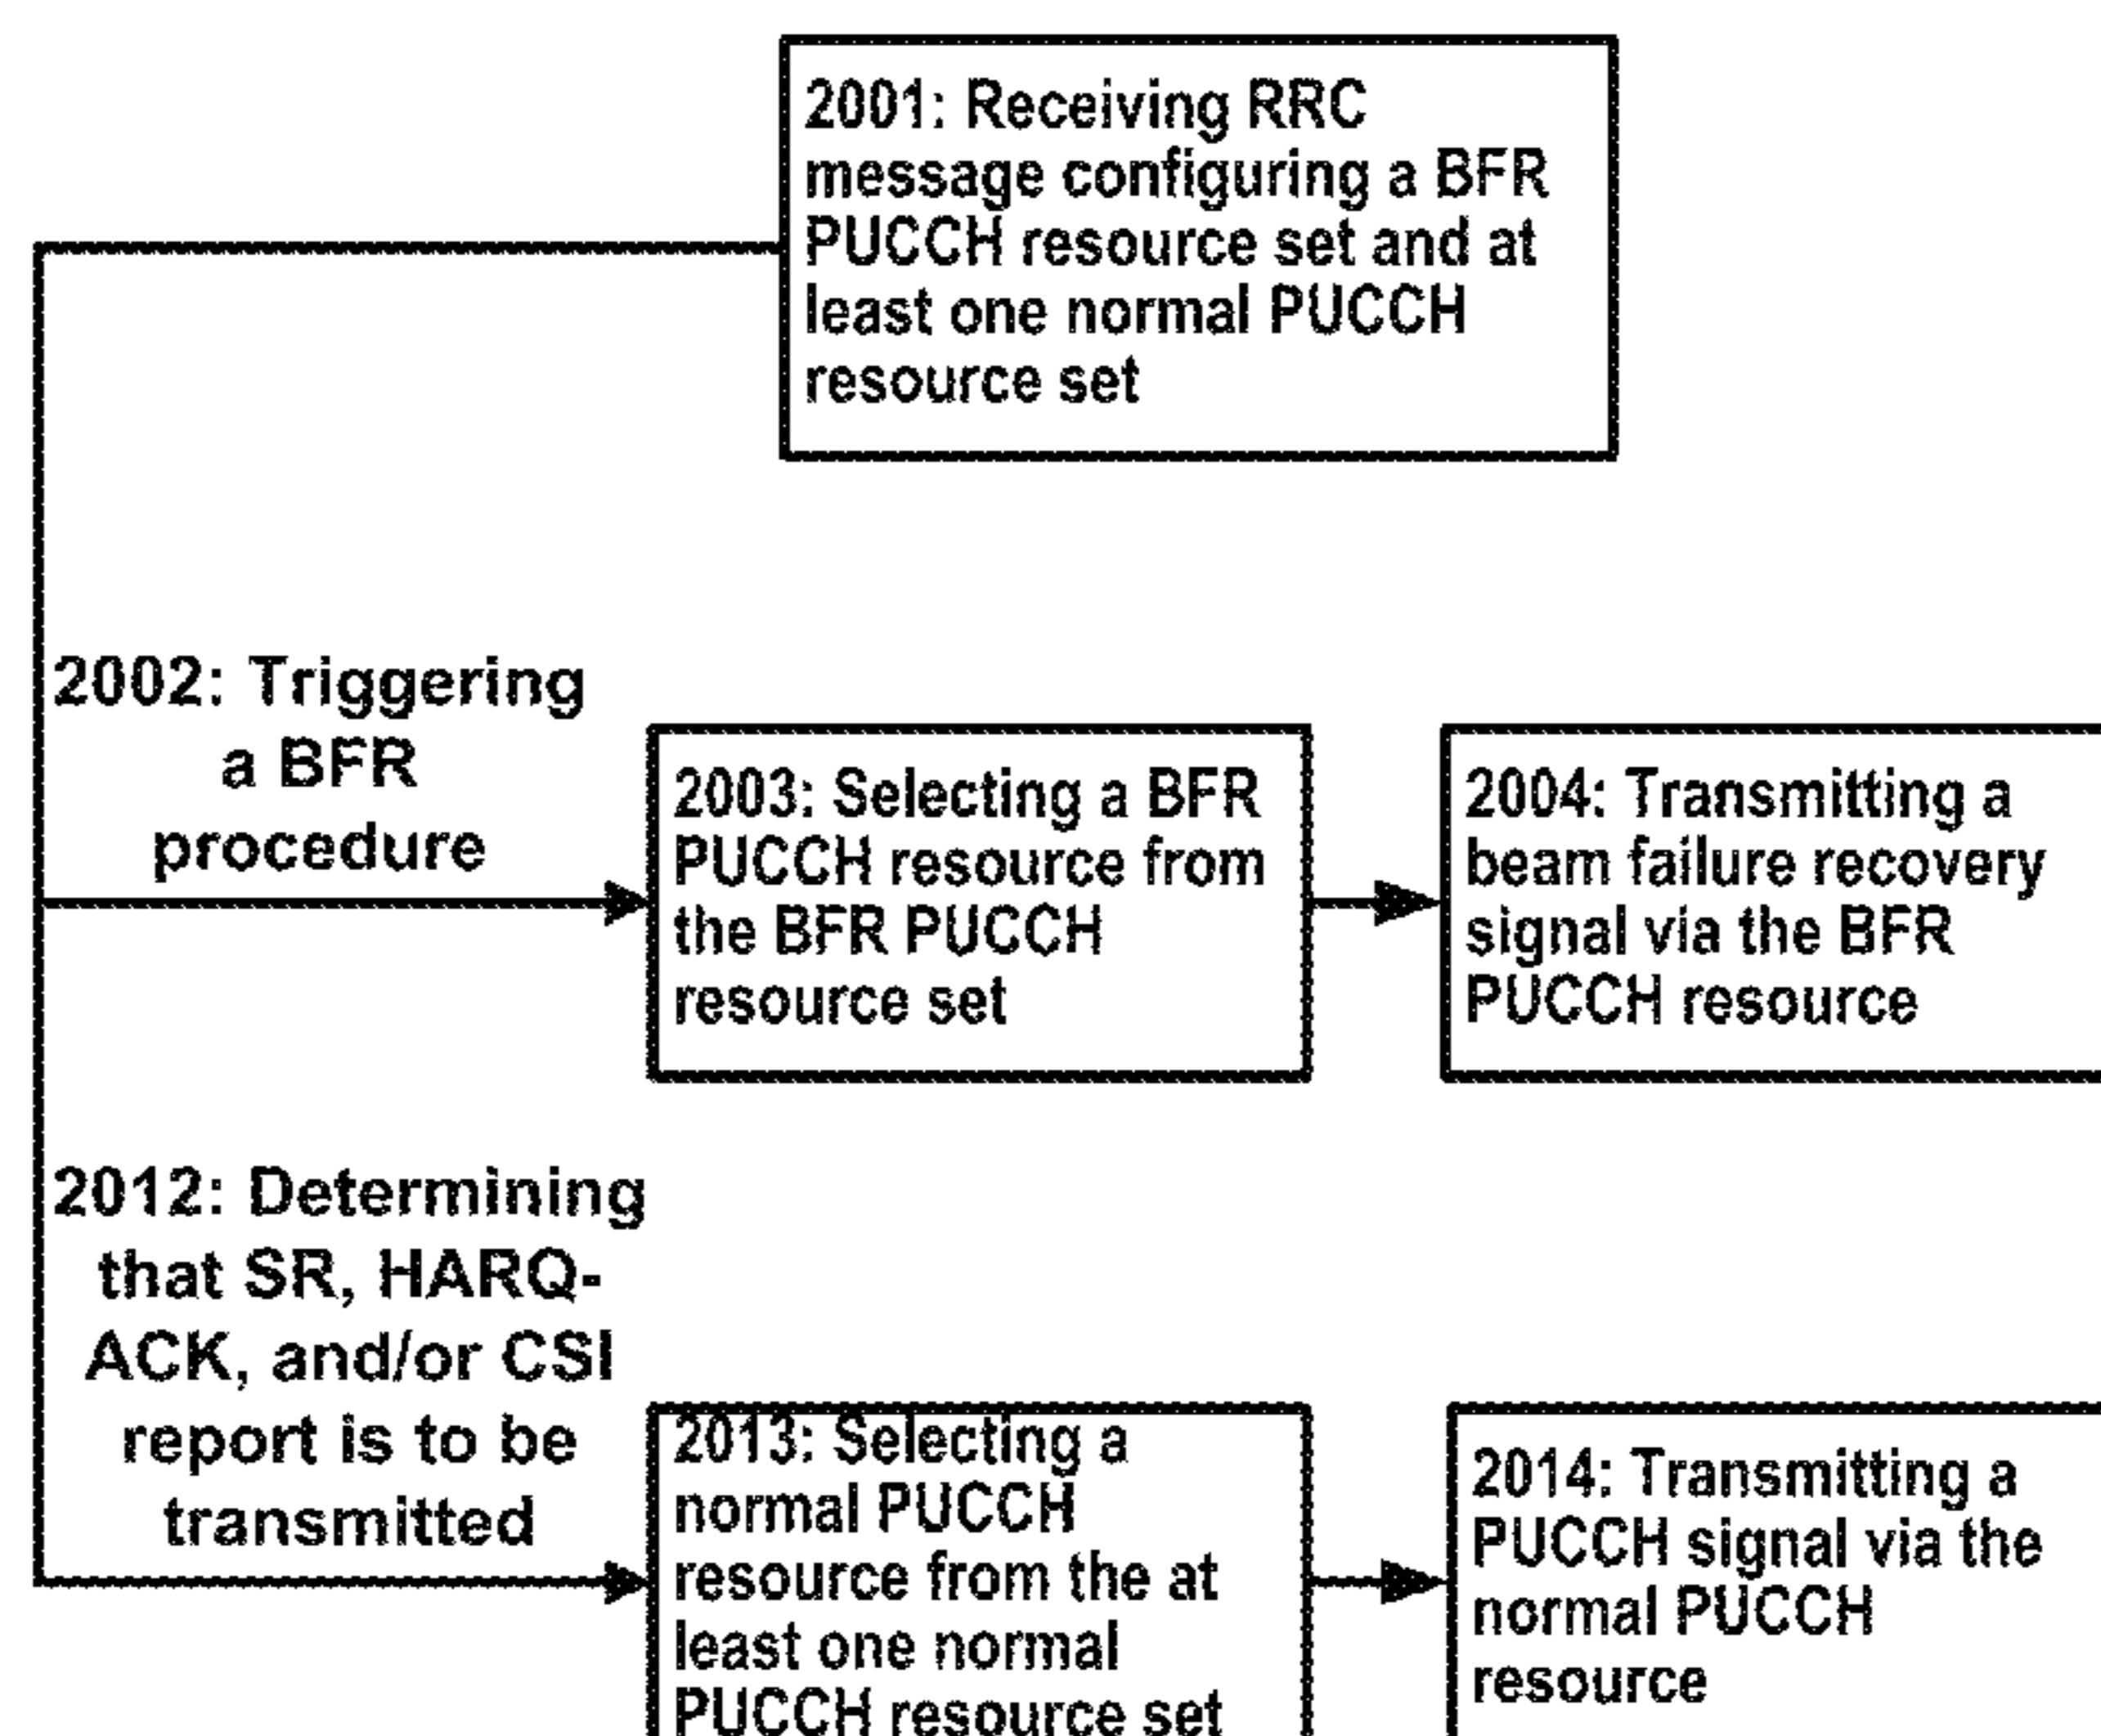 2001: Receiving RRC
message configuring a BFR
PUCCH resource set and at
least one normal PUCCH
resource set
2002: Triggering
a BFR
procedure
2003: Selecting a BFR
PUCCH resource from
the BFR PUCCH
resource set
2004: Transmitting a
beam failure recovery
signal via the BFR
PUCCH resource
2012: Determining
that SR, HARQ-
ACK, and/or CSI
report is to be
transmitted
2013: Selecting a
normal PUCCH
resource from the at
least one normal
PUCCH resource set
2014: Transmitting a
PUCCH signal via the
normal PUCCH
resource